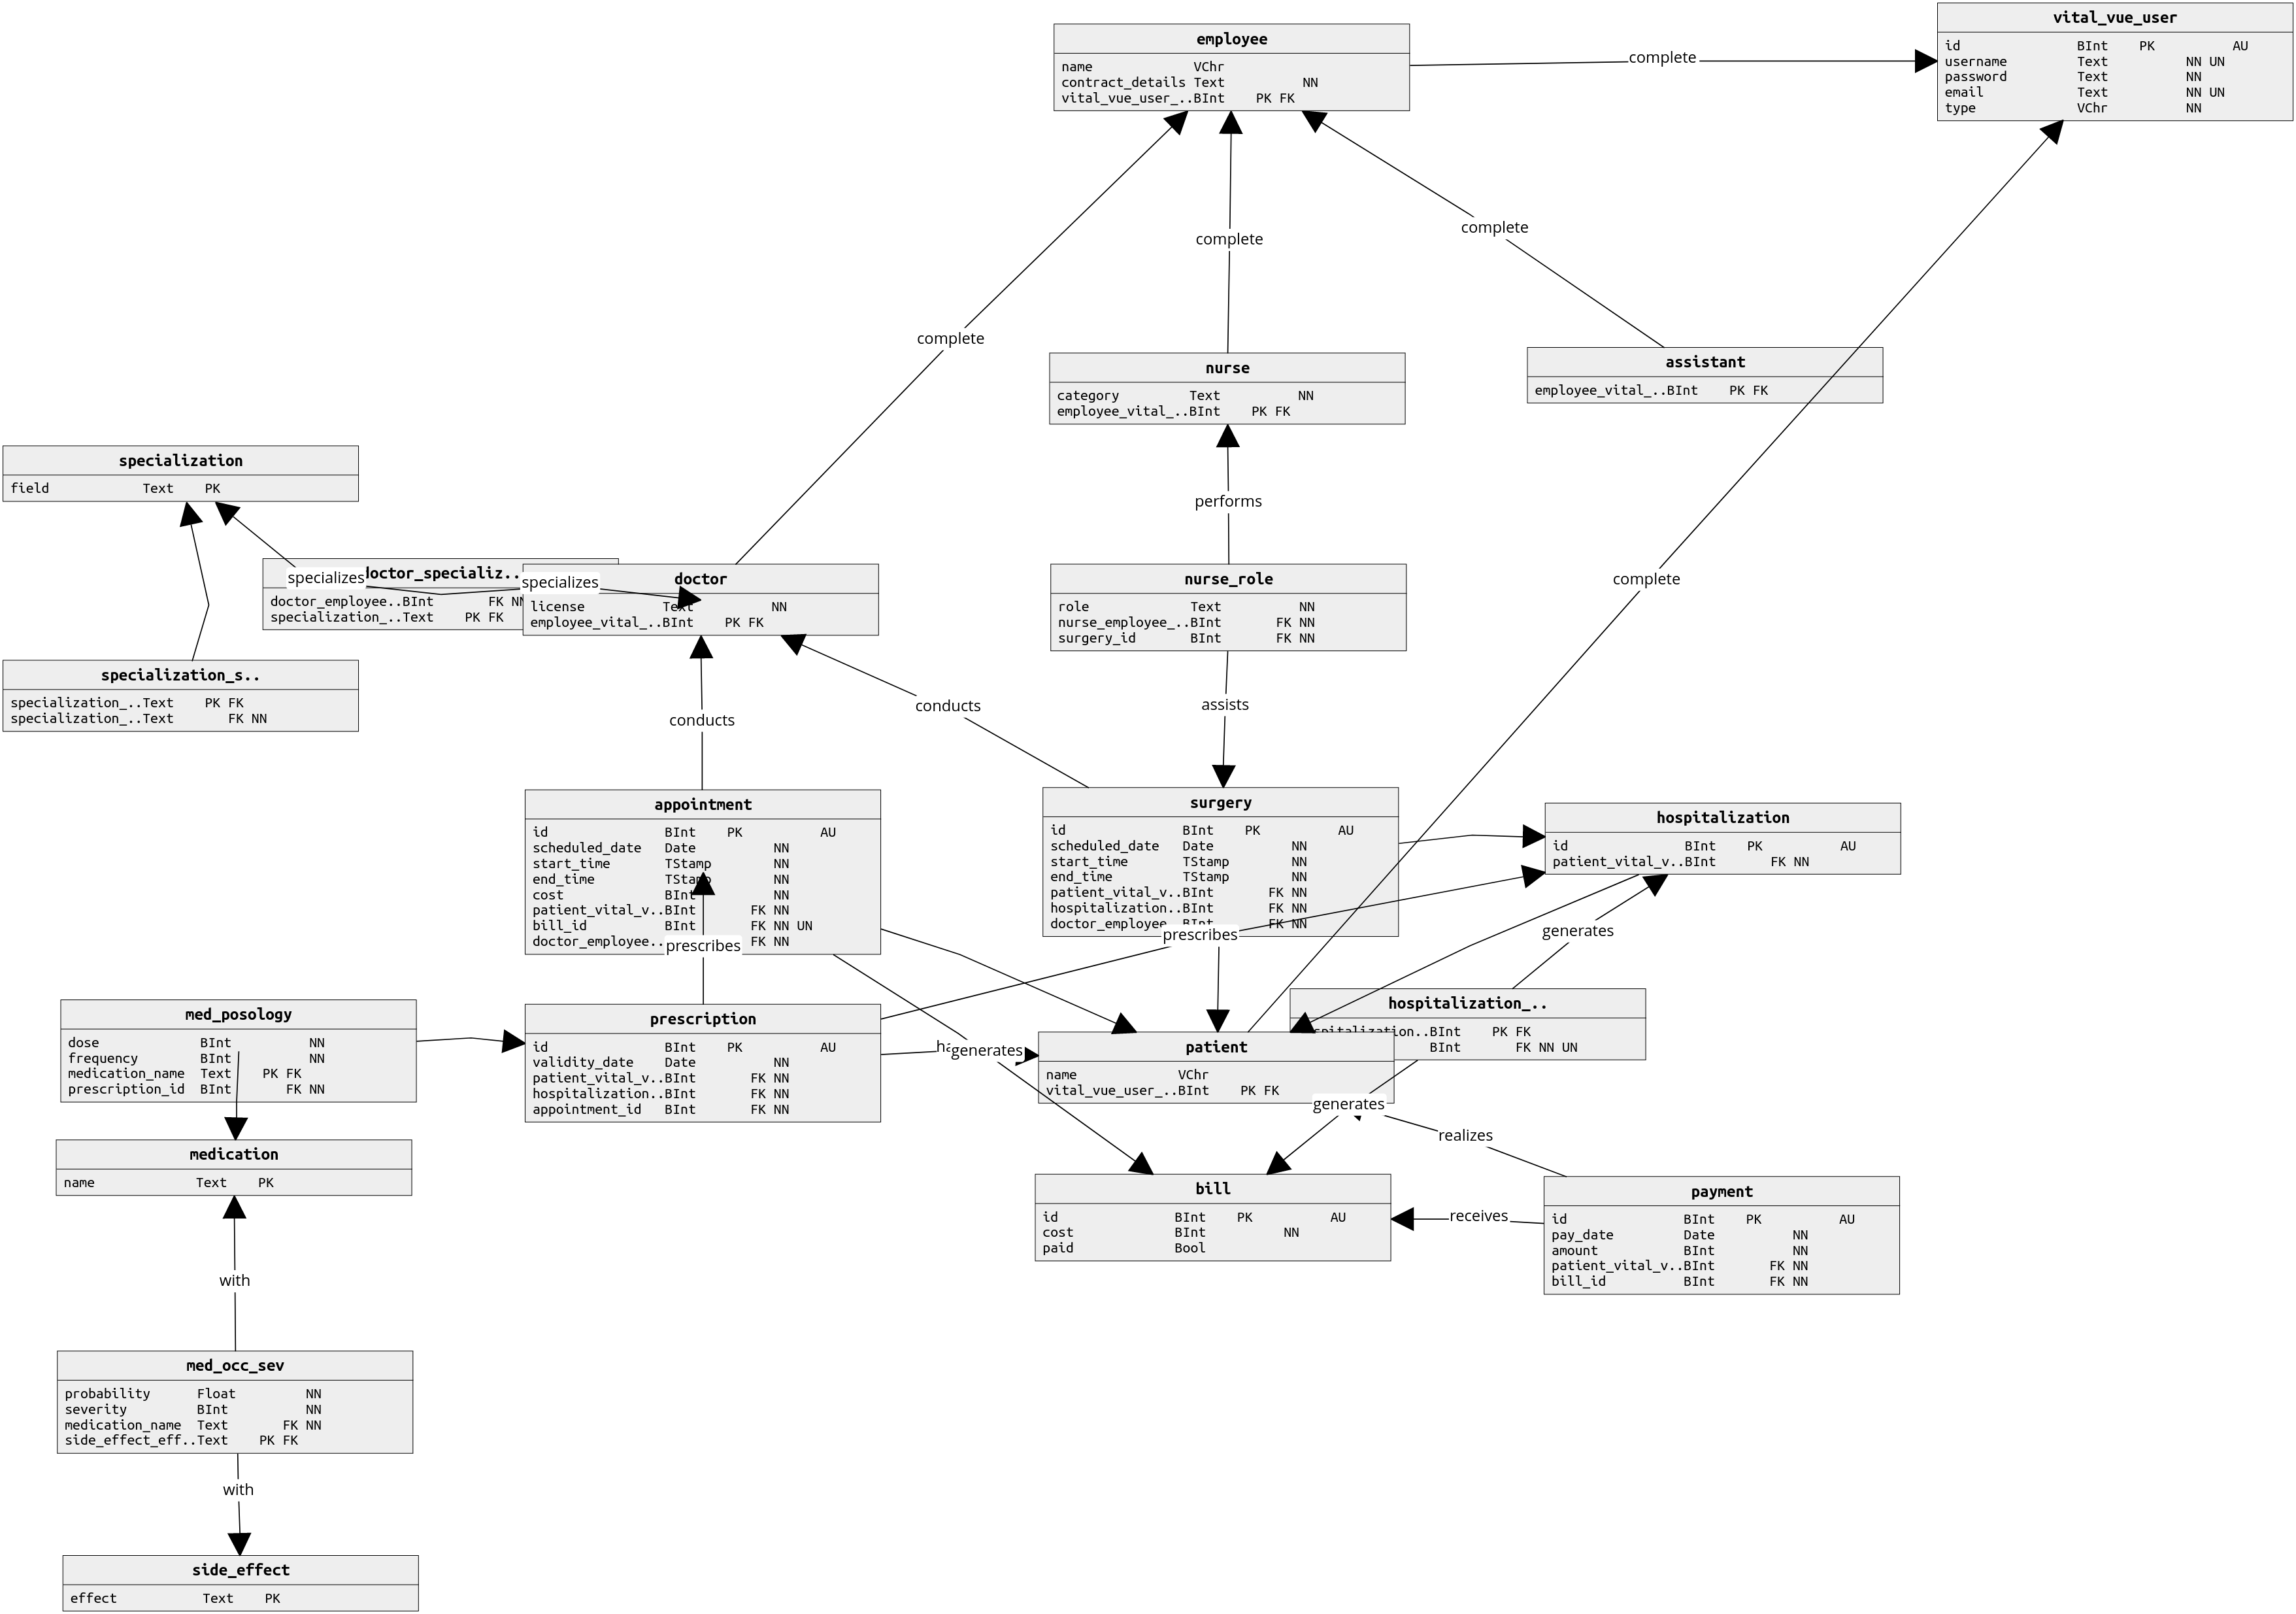 employee
name VChr
contract_details Text NN
vital_vue_user_..BInt PK FK
complete
vital_vue_user
id BInt PK AU
username Text NN UN
password Text NN
email Text NN UN
type VChr NN
complete
complete
complete
complete
nurse
category Text NN
employee_vital_..BInt PK FK
assistant
employee_vital_..BInt PK FK
specialization
field Text PK
performs
specializes
doctor_specializ..
doctor_employee..BInt FK NN
specialization_..Text PK FK
specializes
doctor
license Text NN
employee_vital_..BInt PK FK
nurse_role
role Text NN
nurse_employee_..BInt FK NN
surgery_id BInt FK NN
specialization_s..
specialization_..Text PK FK
specialization_..Text FK NN
conducts
conducts
assists
appointment
id BInt PK AU
scheduled_date Date NN
start_time TStamp NN
end_time TStamp NN
cost BInt NN
patient_vital_v..BInt FK NN
bill_id BInt FK NN UN
doctor_employee.. FK NN
prescribes
surgery
id BInt PK AU
scheduled_date Date NN
start_time TStamp NN
end_time TStamp NN
patient_vital_v..BInt FK NN
hospitalization..BInt FK NN
doctor_employee..BInt FK NN
prescribes
hospitalization
id BInt PK AU
patient_vital_v..BInt FK NN
generates
med_posology
dose BInt NN
frequency BInt NN
medication_name Text PK FK
prescription_id BInt FK NN
prescription
id BInt PK AU
validity_date Date NN
patient_vital_v..BInt FK NN
hospitalization..BInt FK NN
appointment_id BInt FK NN
generates
hospitalization_..
BInt PK FK
BInt FK NN UN
patient
name VChr
vital_vue_user_..BInt PK FK
generates
realizes
medication
name Text PK
bill
id BInt PK AU
cost BInt NN
paid Bool
receives
payment
id BInt PK AU
pay_date Date NN
amount BInt NN
patient_vital_v..BInt FK NN
bill_id BInt FK NN
with
med_occ_sev
probability Float NN
severity BInt NN
medication_name Text FK NN
side_effect_eff..Text PK FK
with
side_effect
effect Text PK